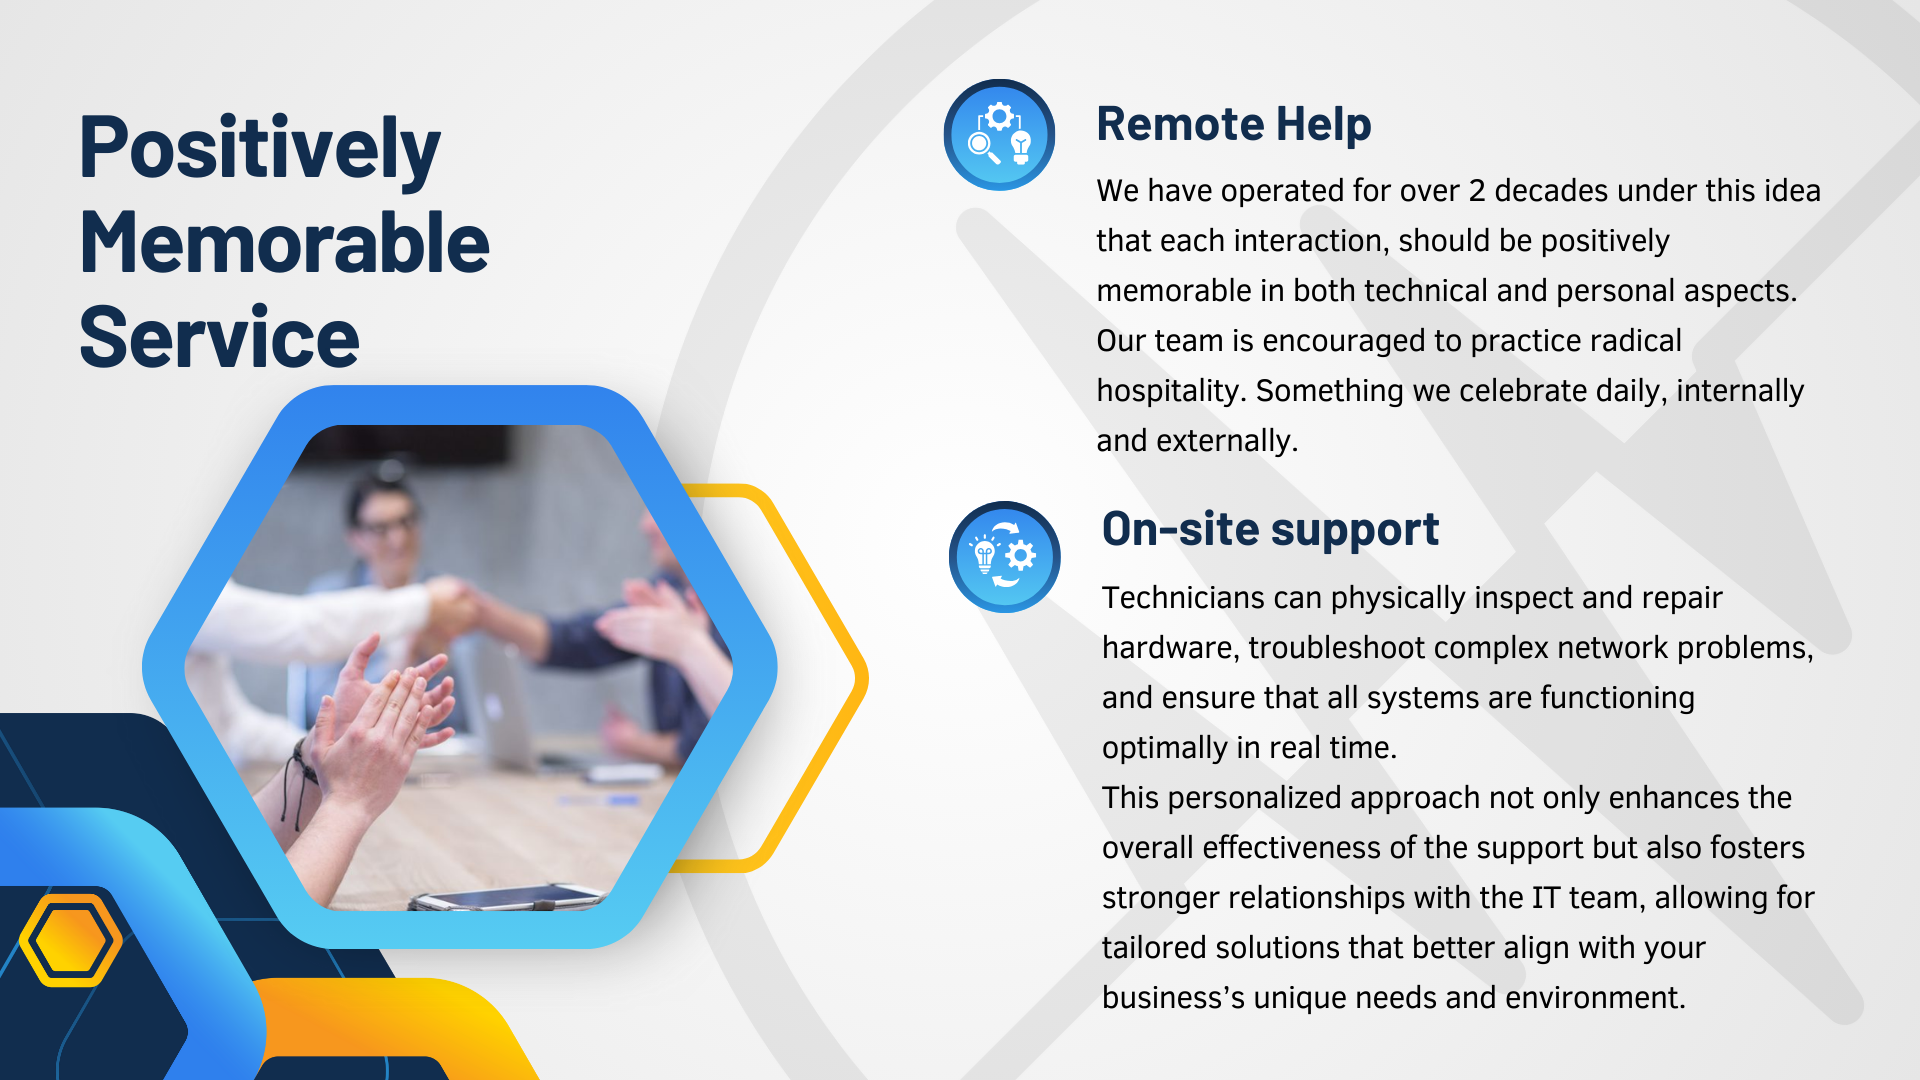 Positively
Memorable
Service
Remote Help
We have operated for over 2 decades under this idea
that each interaction, should be positively
memorable in both technical and personal aspects.
Our team is encouraged to practice radical
hospitality. Something we celebrate daily, internally
and externally.
On-site support
Technicians can physically inspect and repair
hardware, troubleshoot complex network problems,
and ensure that all systems are functioning
optimally in real time.
This personalized approach not only enhances the
overall effectiveness of the support but also fosters
stronger relationships with the IT team, allowing for
tailored solutions that better align with your
business’s unique needs and environment.